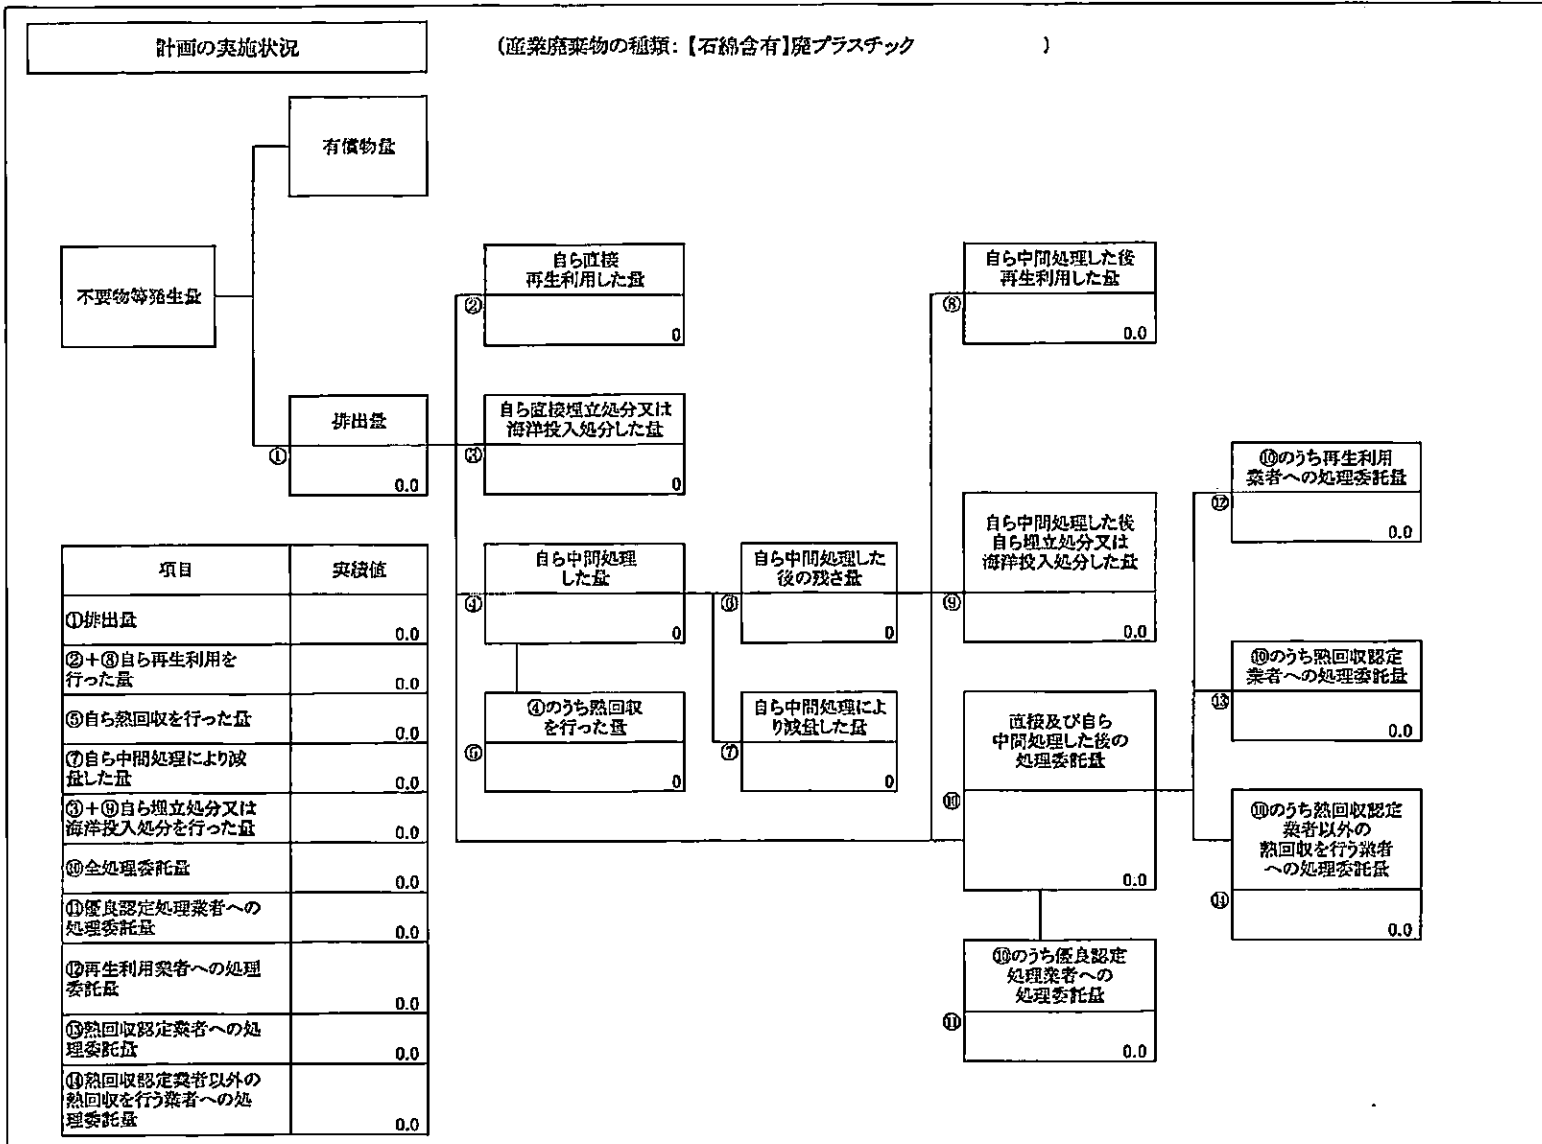 計画の実施状況
(産業廃棄物の種類:【石綿含有】廃プラスチック )
有償物量
不要物等発生量
排出量
①
0.0
自ら直接
再生利用した量
②
0
自ら直接埋立処分又は
海洋投入処分した量
③
0
自ら中間処理
した量
④
0
④のうち熱回収
を行った量
⑤
0
自ら中間処理した
後の残さ量
⑥
0
自ら中間処理によ
り減量した量
⑦
0
自ら中間処理した後
再生利用した量
⑧
0.0
自ら中間処理した後
自ら埋立処分又は
海洋投入処分した量
⑨
0.0
直接及び自ら
中間処理した後の
処理委託量
⑩
0.0
⑩のうち優良認定
処理業者への
処理委託量
⑪
0.0
⑩のうち再生利用
業者への処理委託量
⑫
0.0
⑩のうち熱回収認定
業者への処理委託量
⑬
0.0
⑩のうち熱回収認定
業者以外の
熱回収を行う業者
への処理委託量
⑭
0.0
項目 実績値
①排出量
0.0
②+⑧自ら再生利用を
行った量
0.0
⑤自ら熱回収を行った量
0.0
⑦自ら中間処理により減
量した量
0.0
③+⑨自ら埋立処分又は
海洋投入処分を行った量
0.0
⑩全処理委託量
0.0
⑪優良認定処理業者への
処理委託量
0.0
⑫再生利用業者への処理
委託量
0.0
⑬熱回収認定業者への処
理委託量
0.0
⑭熱回収認定業者以外の
熱回収を行う業者への処
理委託量
0.0